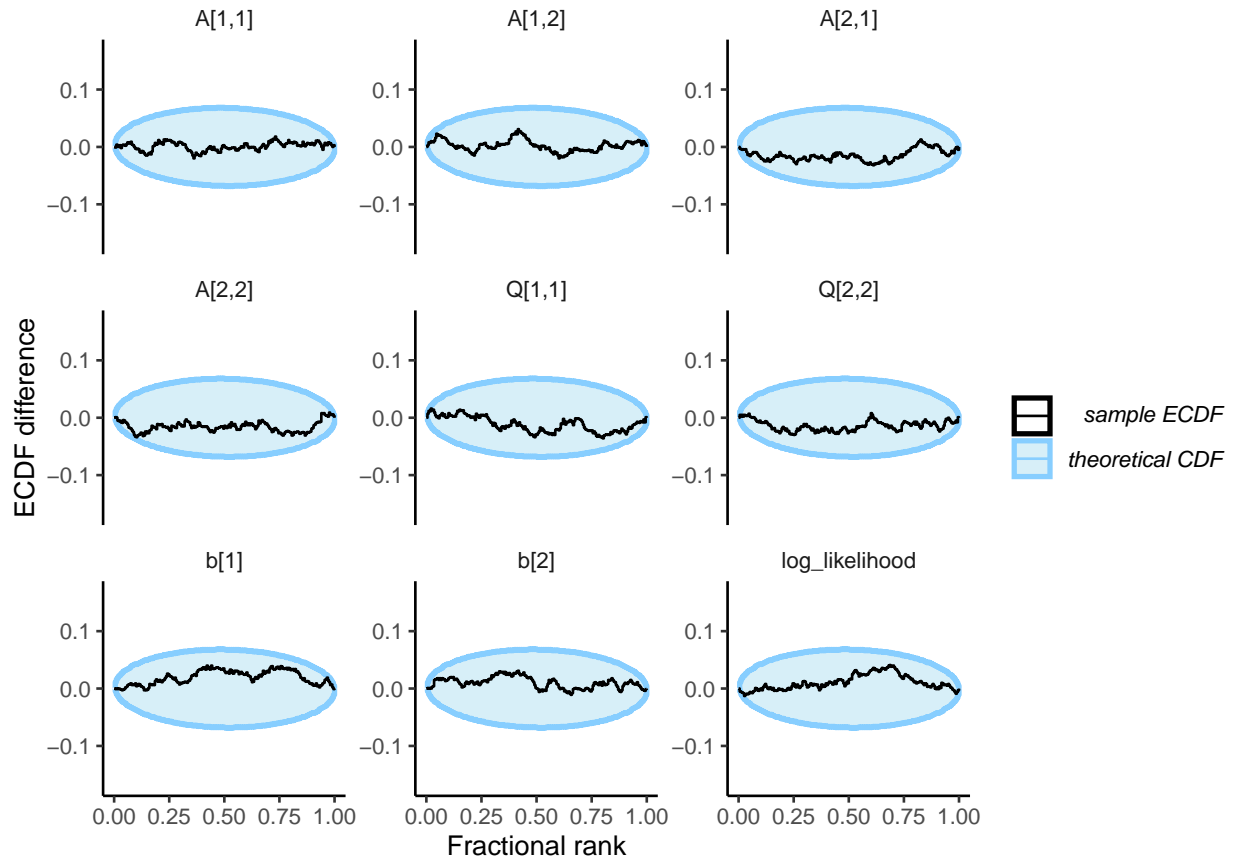 A[1,1] A[1,2] A[2,1]
0.1 0.1 0.1
0.0 0.0 0.0
−0.1 −0.1 −0.1
A[2,2] Q[1,1] Q[2,2]
0.1 0.1 0.1
0.0 0.0 0.0
−0.1 −0.1 −0.1
ECDF difference
sample ECDF
theoretical CDF
b[1] b[2] log_likelihood
0.1 0.1 0.1
0.0 0.0 0.0
−0.1 −0.1 −0.1
0.00 0.25 0.50 0.75 1.00 0.00 0.25 0.50 0.75 1.00 0.00 0.25 0.50 0.75 1.00
Fractional rank